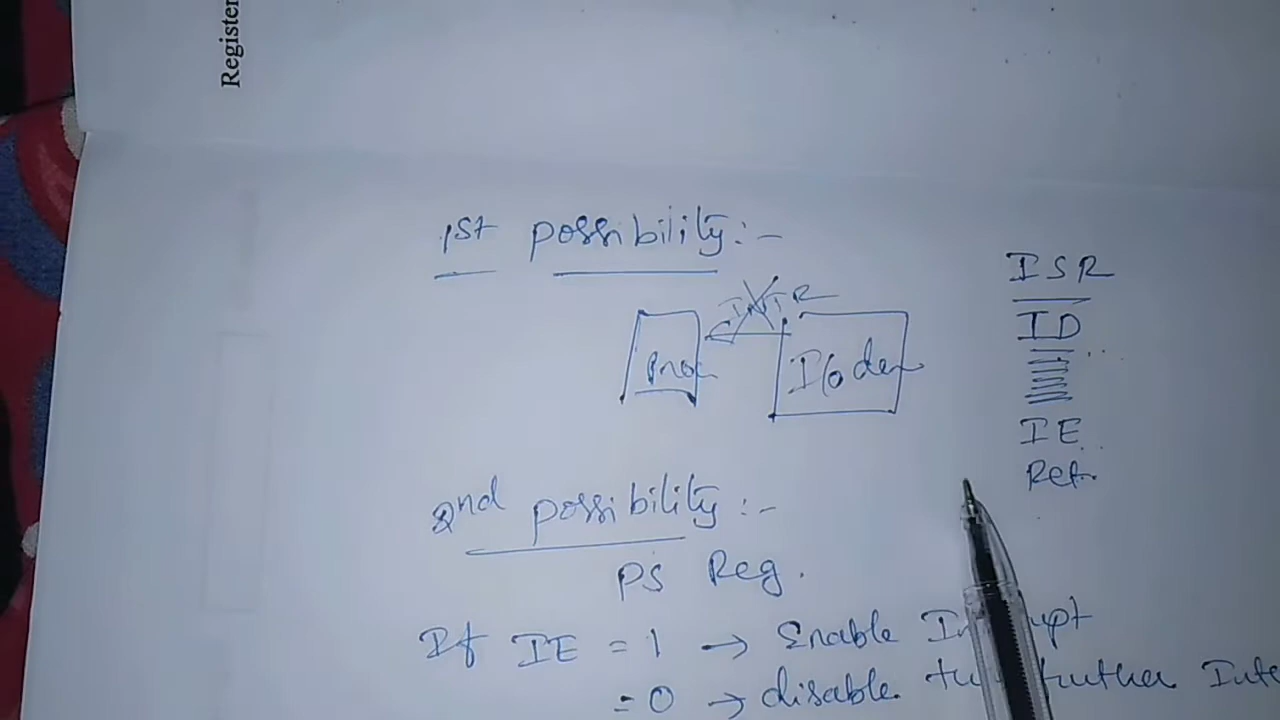 Register
1st possibility:-
INTR
Proc
I/O dev
ISR
ID
IE
Ret.
2nd possibility:-
PS Reg.
If IE = 1 → Enable
= 0 → disable further Inte